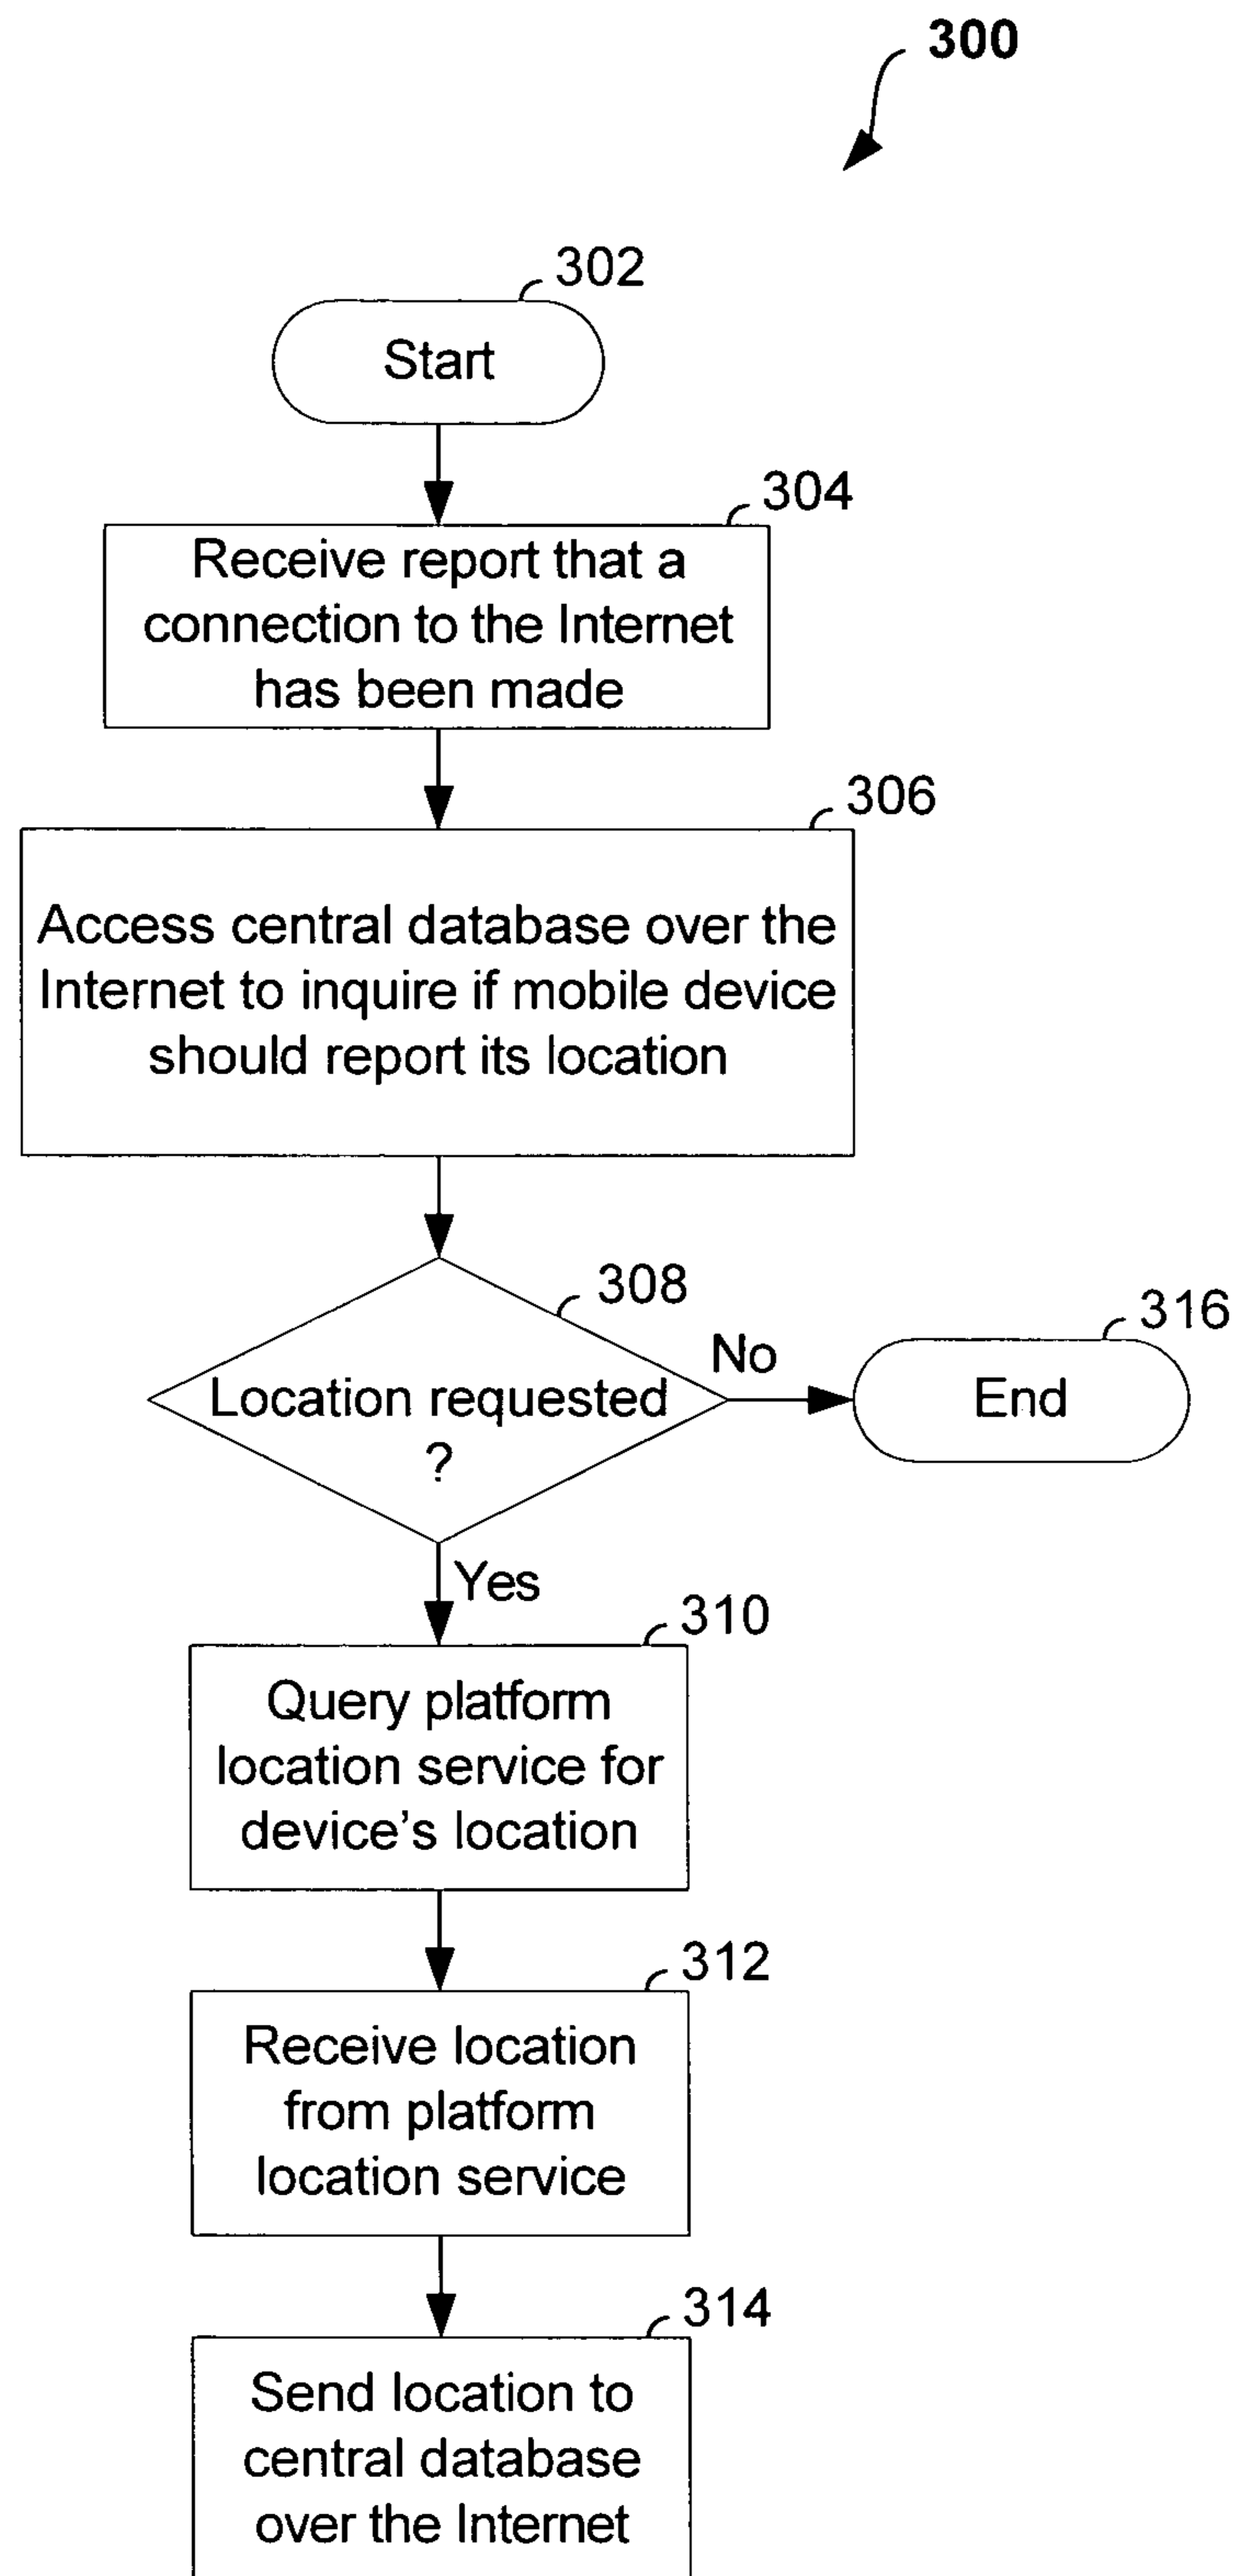 300
302
Start
304
Receive report that a
connection to the Internet
has been made
306
Access central database over the
Internet to inquire if mobile device
should report its location
308
Location requested
?
No
316
End
Yes
310
Query platform
location service for
device's location
312
Receive location
from platform
location service
314
Send location to
central database
over the Internet